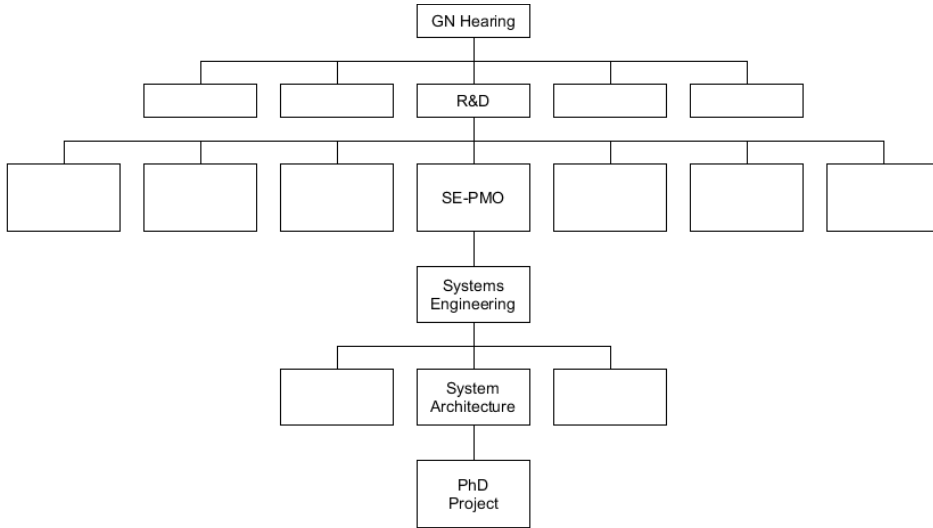 GN Hearing
R&D
SE-PMO
Systems
Engineering
System
Architecture
PhD
Project